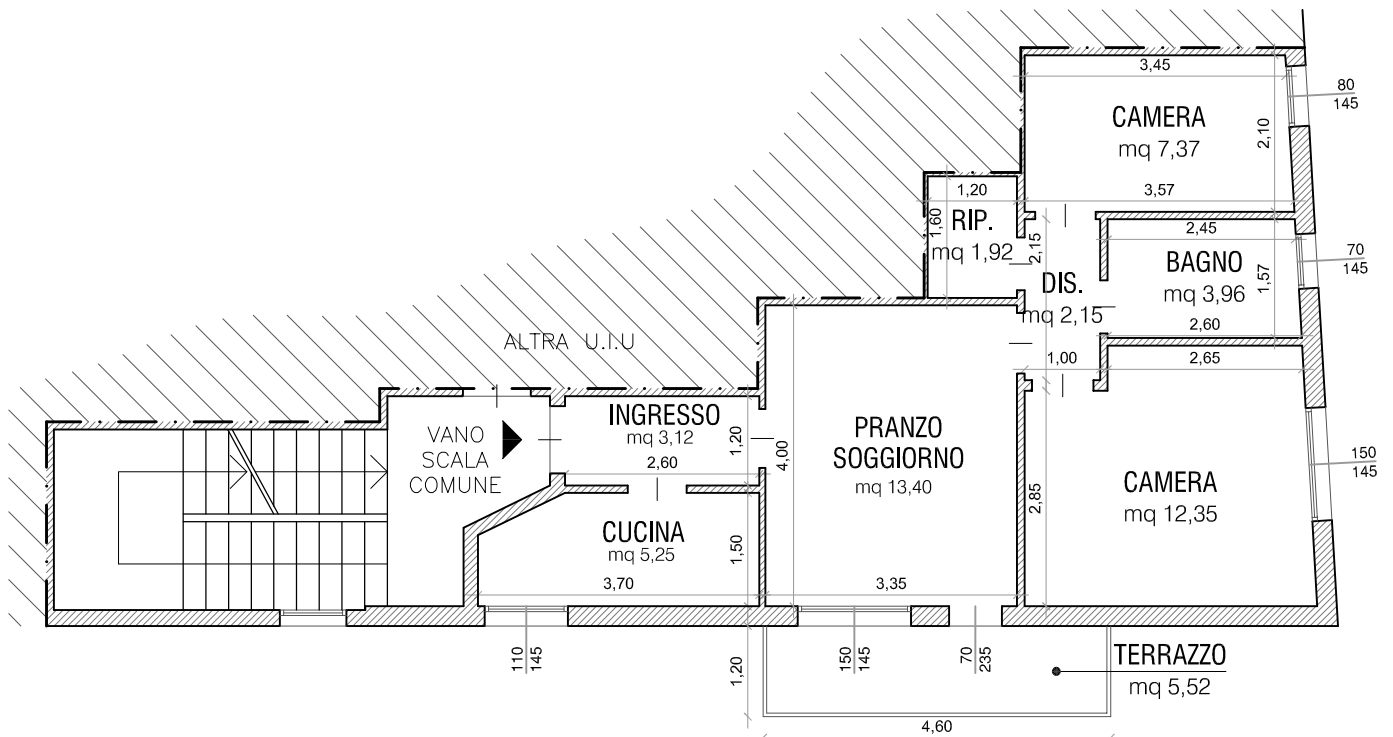 3,45
80
145
CAMERA
mq 7,37
2,10
3,57
1,20
1,60
RIP.
mq 1,92
2,15
2,45
BAGNO
mq 3,96
1,57
70
145
DIS.
mq 2,15
2,60
1,00
2,65
ALTRA U.I.U
VANO
SCALA
COMUNE
INGRESSO
mq 3,12
1,20
2,60
4,00
PRANZO
SOGGIORNO
mq 13,40
2,85
CAMERA
mq 12,35
150
145
CUCINA
mq 5,25
1,50
3,70
3,35
110
145
1,20
150
145
70
235
TERRAZZO
mq 5,52
4,60